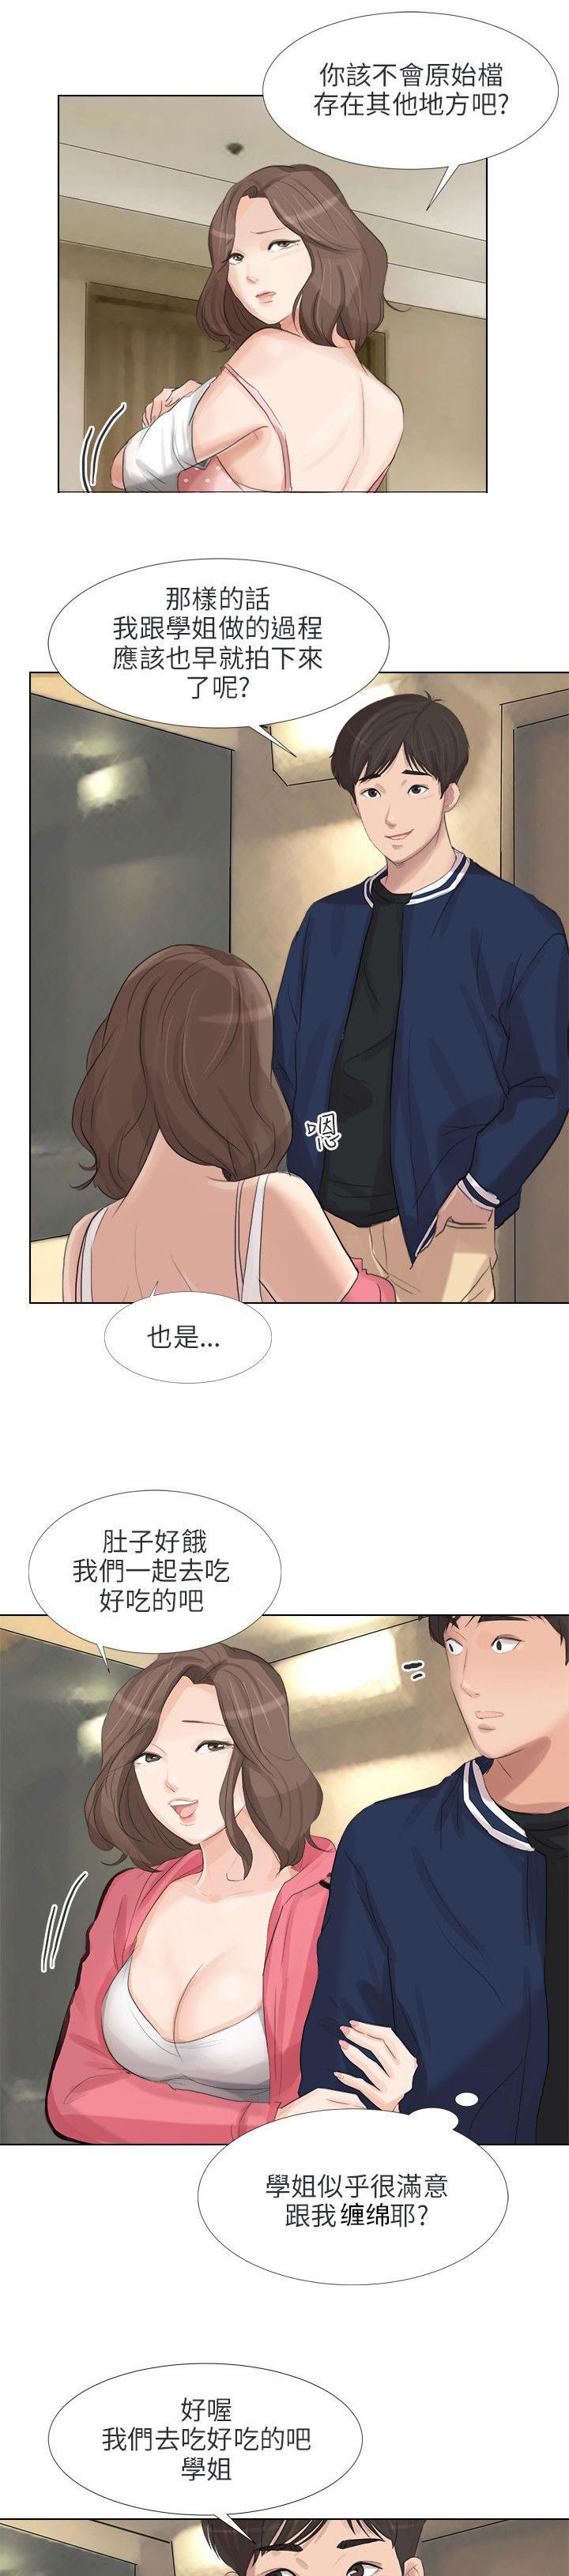 你該不會原始檔
存在其他地方吧?
那樣的話
我跟學姐做的過程
應該也早就拍下來
了呢?
嗯
也是...
肚子好餓
我們一起去吃
好吃的吧
學姐似乎很滿意
跟我缠绵耶?
好喔
我們去吃好吃的吧
學姐